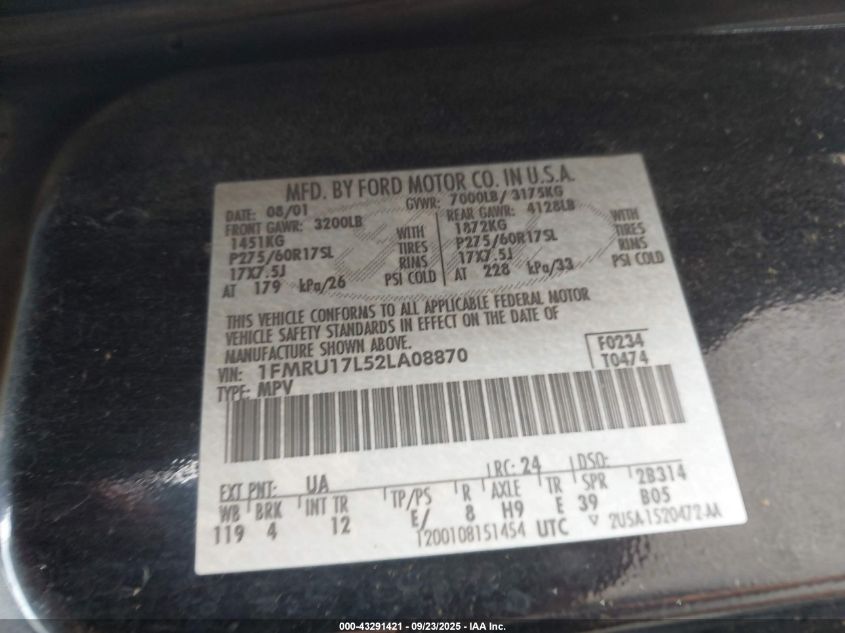 MFD. BY FORD MOTOR CO. IN U.S.A.
DATE: 08/01 GVWR: 7000LB/ 3175KG
FRONT GAWR: 3200LB REAR GAWR: 4128LB
1451KG WITH 1872KG WITH
P275/60R17SL TIRES P275/60R17SL TIRES
17X7.5J RIMS 17X7.5J RIMS
AT 179 kPa/26 PSI COLD AT 228 kPa/33 PSI COLD
THIS VEHICLE CONFORMS TO ALL APPLICABLE FEDERAL MOTOR
VEHICLE SAFETY STANDARDS IN EFFECT ON THE DATE OF
MANUFACTURE SHOWN ABOVE.
VIN: 1FMRU17L52LA08870 F0234
TYPE: MPV T0474
EXT PNT: UA RC: 24 DSO:
WB BRK INT TR TP/PS R AXLE TR SPR 2B314
119 4 12 E/ 8 H9 E 39 B05
1200108151454 UTC ▽ 2U5A-1520472-AA
000-43291421 - 09/23/2025 - IAA Inc.